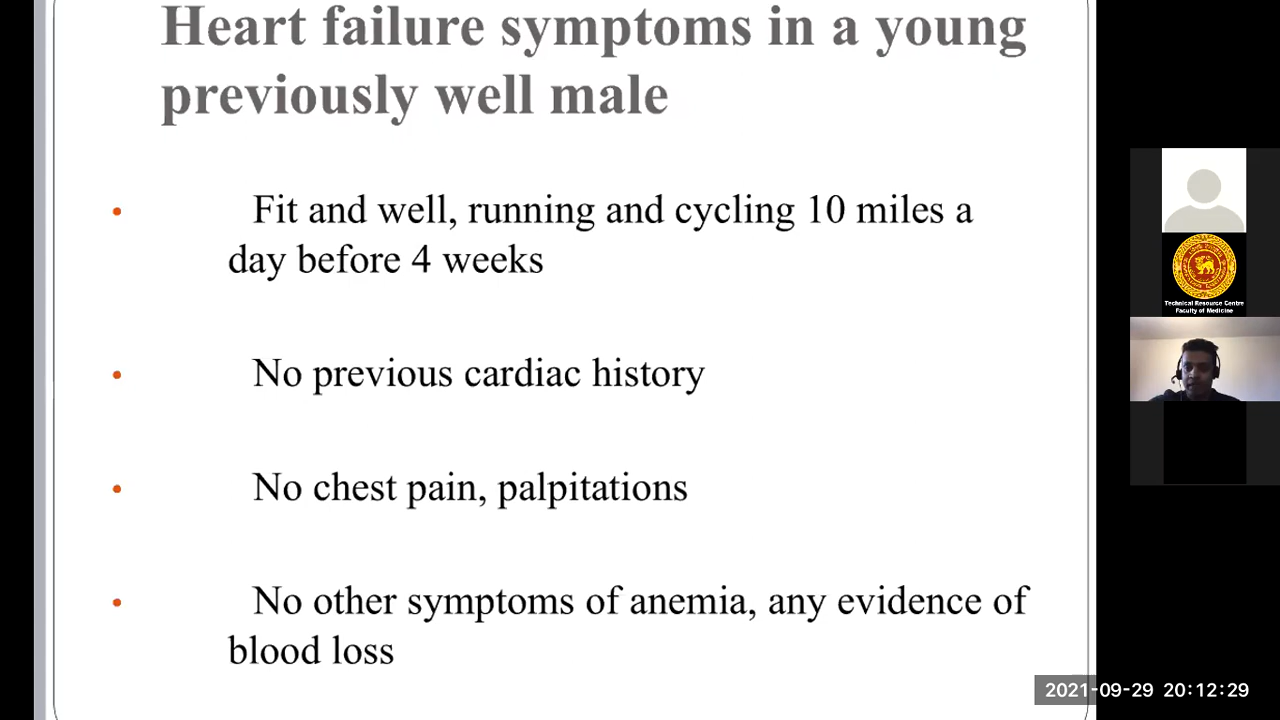 Heart failure symptoms in a young
previously well male
• Fit and well, running and cycling 10 miles a
day before 4 weeks
• No previous cardiac history
• No chest pain, palpitations
• No other symptoms of anemia, any evidence of
blood loss
Technical Resource Centre
Faculty of Medicine
2021-09-29 20:12:29